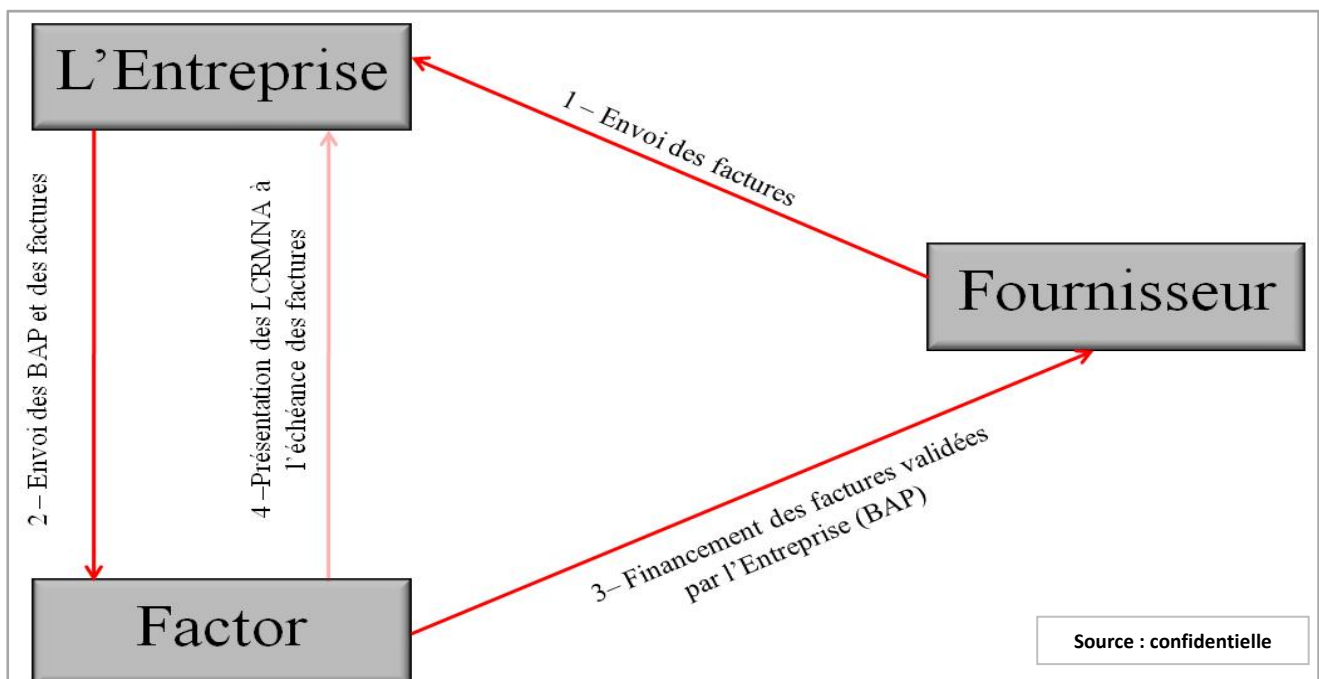 L’Entreprise
1 – Envoi des factures
Fournisseur
2 – Envoi des BAP et des factures
4 –Présentation des LCRMNA à
l’échéance des factures
3– Financement des factures validées
par l’Entreprise (BAP)
Factor
Source : confidentielle